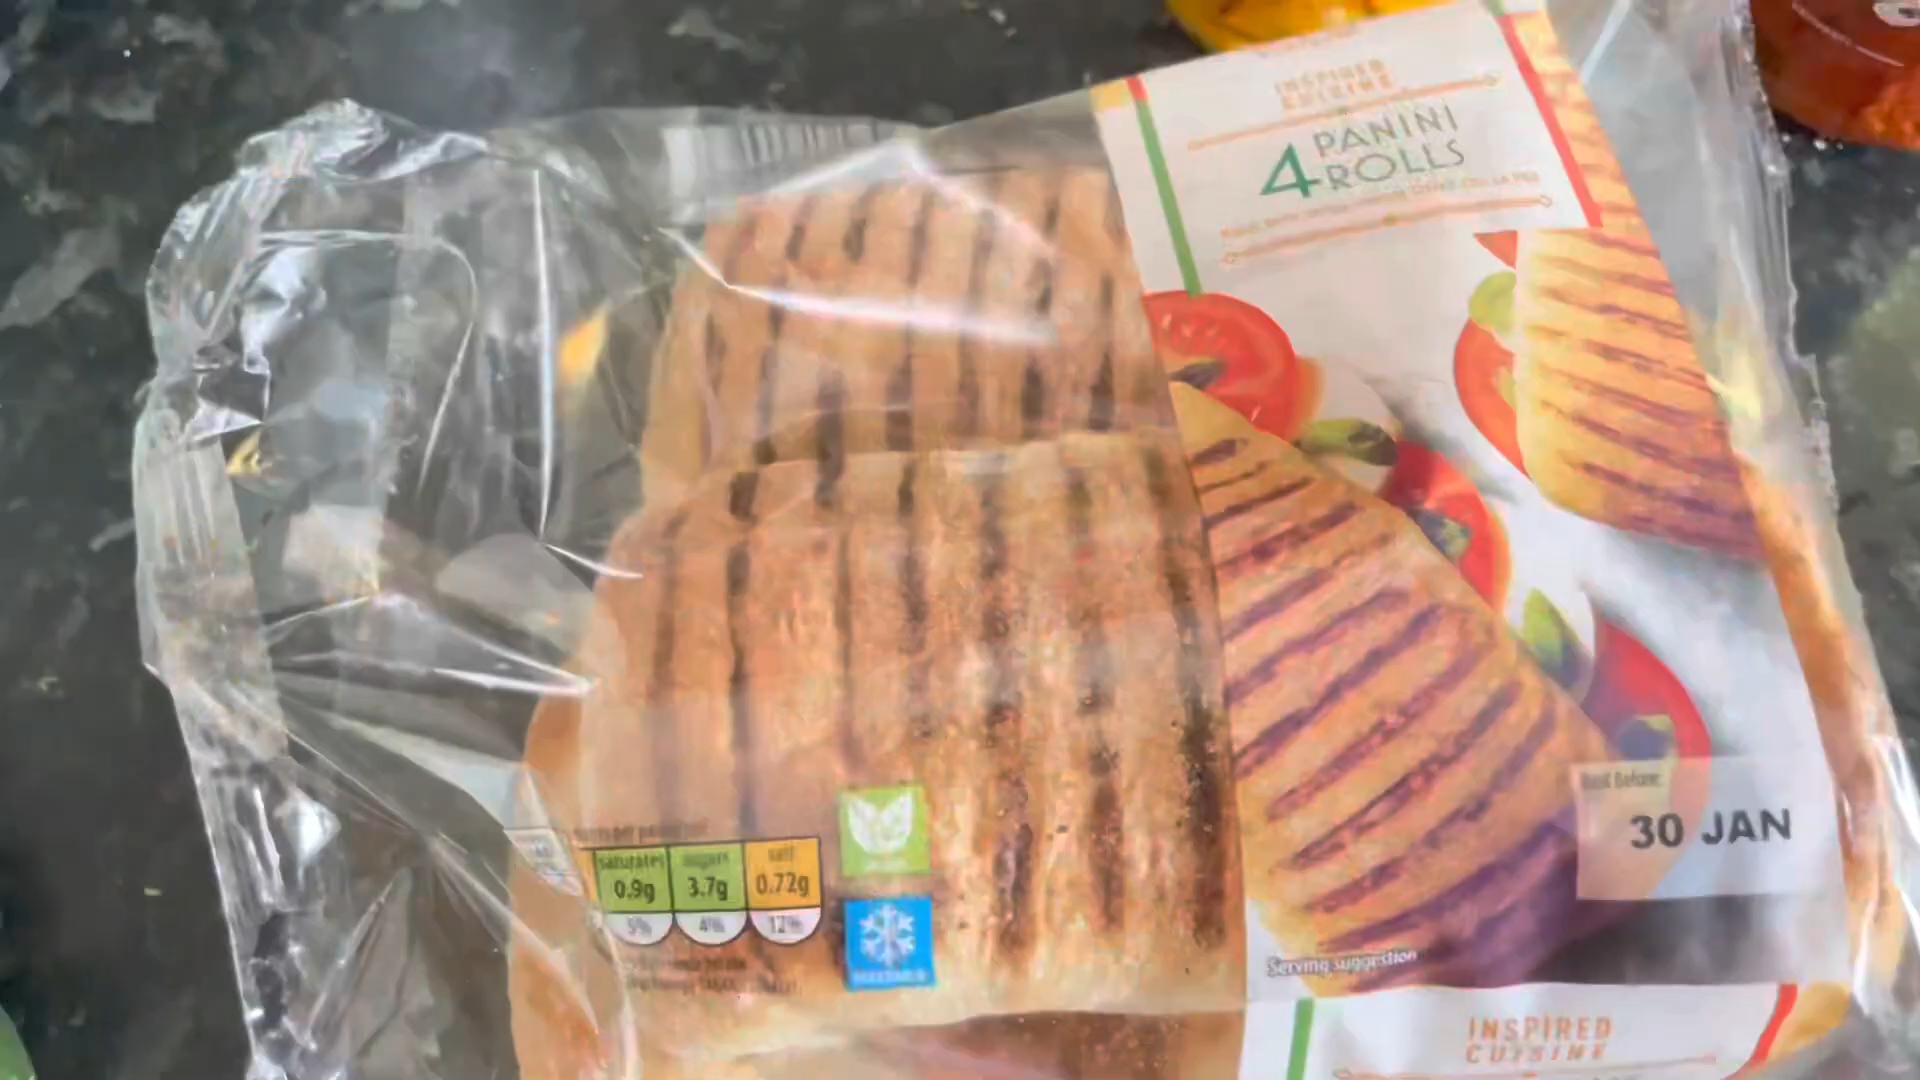 INSPIRED
CUISINE
4 PANINI
ROLLS
Best Before:
30 JAN
saturates sugars salt
0.9g 3.7g 0.72g
5% 4% 12%
Serving suggestion
INSPIRED
CUISINE